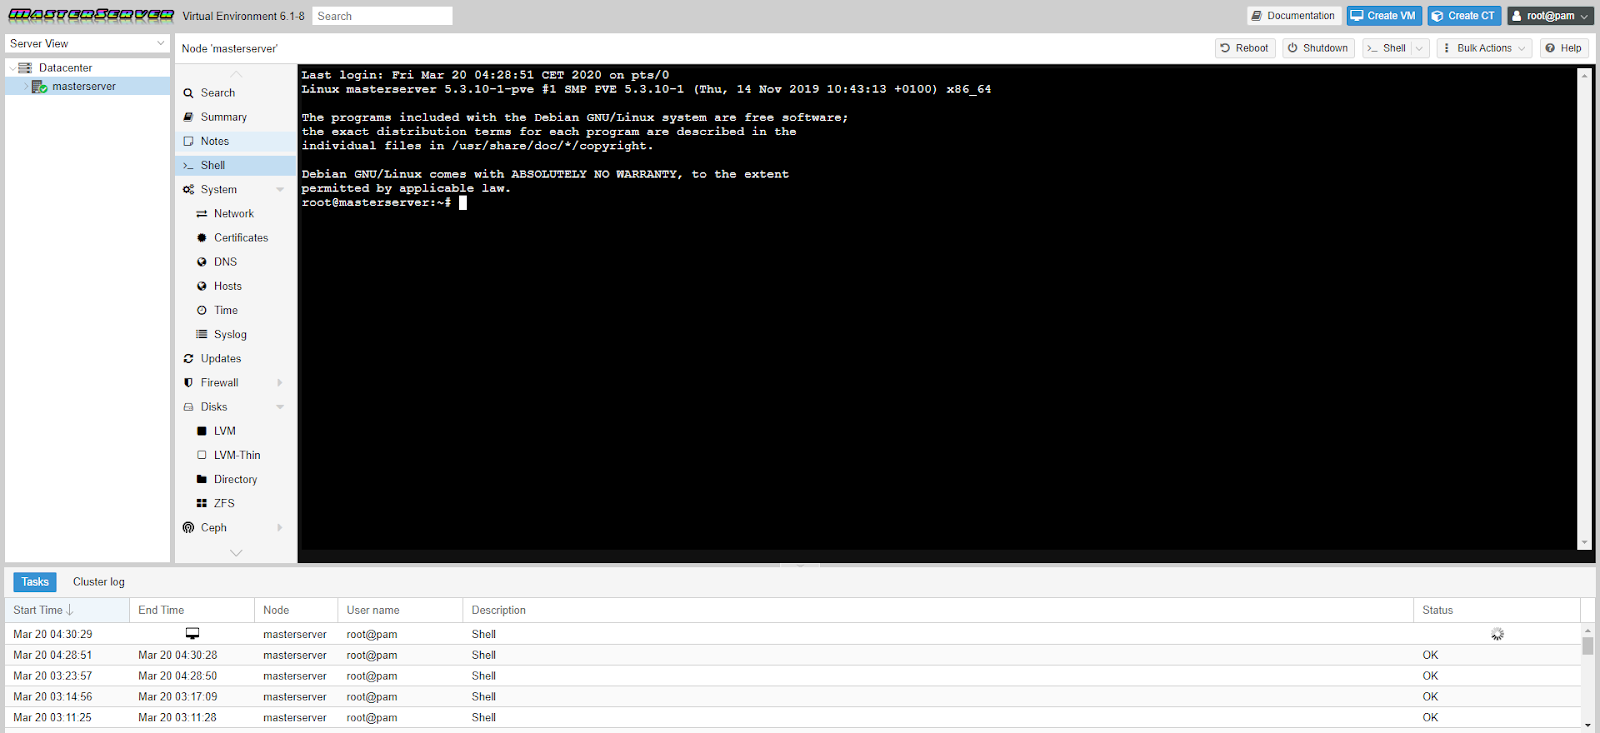 MasterServer Virtual Environment 6.1-8 Search Documentation Create VM Create CT root@pam
Server View
Node 'masterserver' Reboot Shutdown >_ Shell Bulk Actions Help
Datacenter
masterserver
Search
Summary
Notes
>_ Shell
System
Network
Certificates
DNS
Hosts
Time
Syslog
Updates
Firewall
Disks
LVM
LVM-Thin
Directory
ZFS
Ceph
Last login: Fri Mar 20 04:28:51 CET 2020 on pts/0
Linux masterserver 5.3.10-1-pve #1 SMP PVE 5.3.10-1 (Thu, 14 Nov 2019 10:43:13 +0100) x86_64
The programs included with the Debian GNU/Linux system are free software;
the exact distribution terms for each program are described in the
individual files in /usr/share/doc/*/copyright.
Debian GNU/Linux comes with ABSOLUTELY NO WARRANTY, to the extent
permitted by applicable law.
root@masterserver:~#
Tasks Cluster log
Start Time End Time Node User name Description Status
Mar 20 04:30:29 masterserver root@pam Shell
Mar 20 04:28:51 Mar 20 04:30:28 masterserver root@pam Shell OK
Mar 20 03:23:57 Mar 20 04:28:50 masterserver root@pam Shell OK
Mar 20 03:14:56 Mar 20 03:17:09 masterserver root@pam Shell OK
Mar 20 03:11:25 Mar 20 03:11:28 masterserver root@pam Shell OK